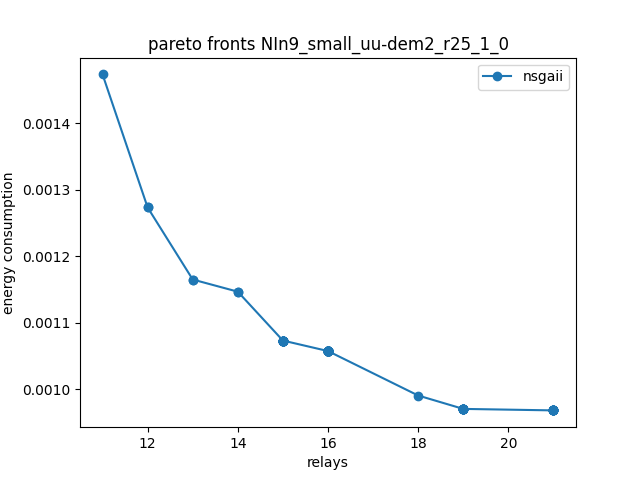 pareto fronts NIn9_small_uu-dem2_r25_1_0
nsgaii
energy consumption
0.0014
0.0013
0.0012
0.0011
0.0010
12 14 16 18 20
relays